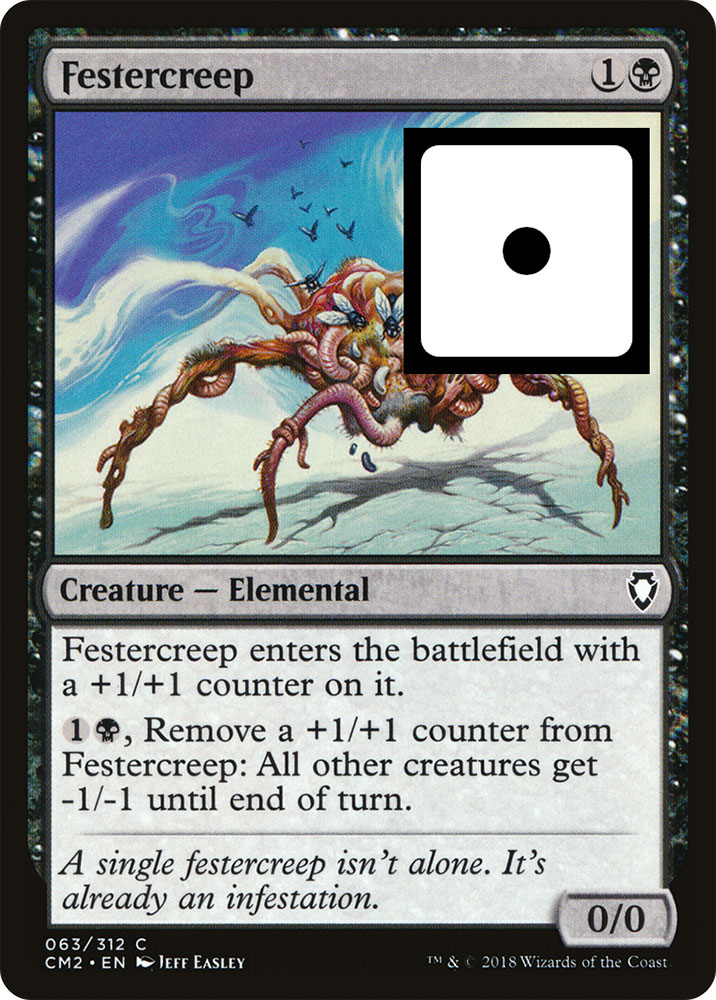 Festercreep 1
Creature — Elemental
Festercreep enters the battlefield with
a +1/+1 counter on it.
1, Remove a +1/+1 counter from
Festercreep: All other creatures get
-1/-1 until end of turn.
A single festercreep isn't alone. It's
already an infestation.
0/0
063/312 C
CM2 • EN Jeff Easley
™ & © 2018 Wizards of the Coast